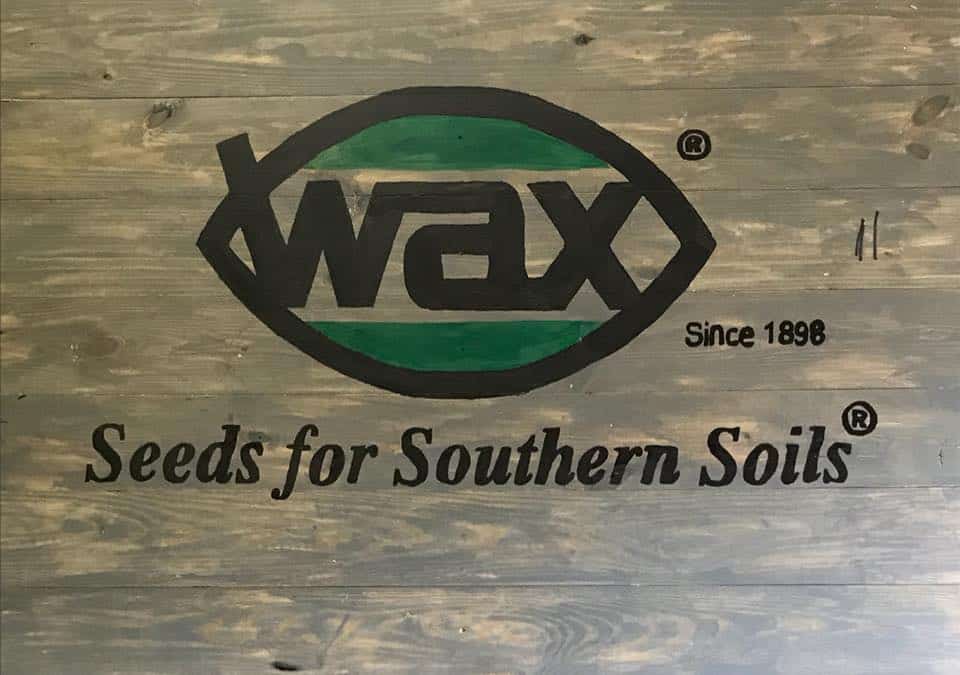 wax ®
Since 1898
Seeds for Southern Soils®